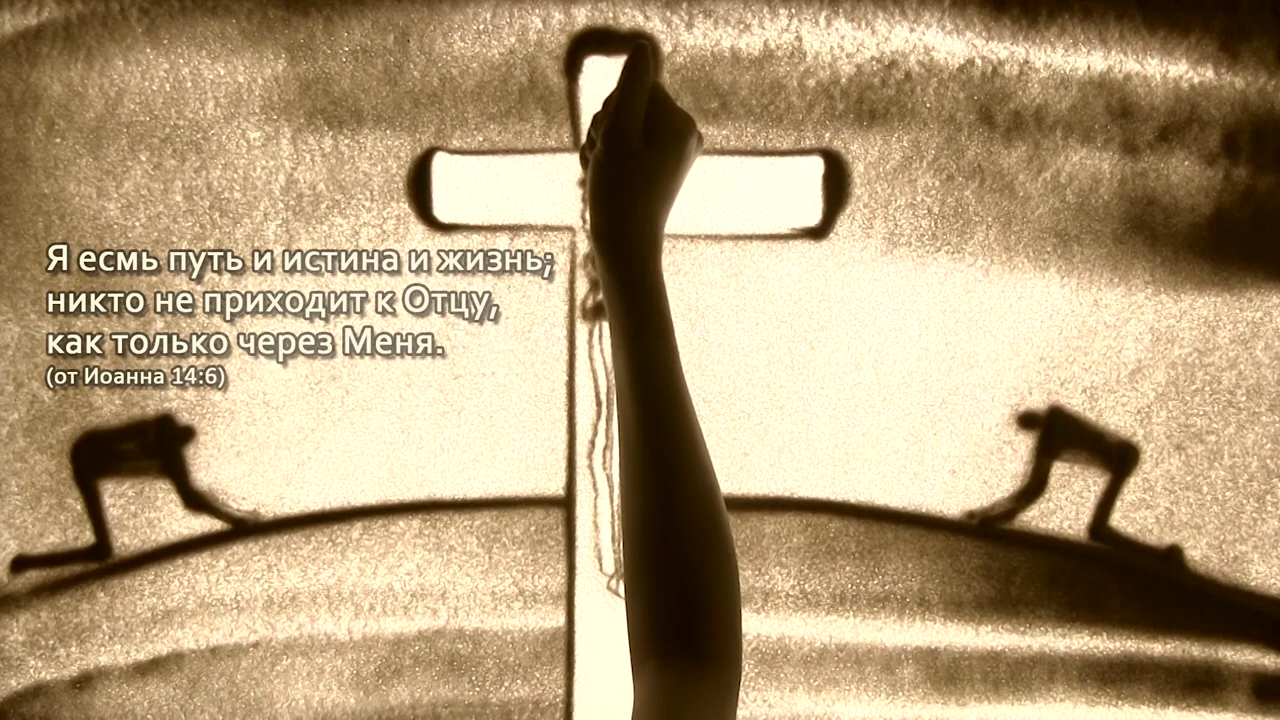 Я есмь путь и истина и жизнь;
никто не приходит к Отцу,
как только через Меня.
(от Иоанна 14:6)